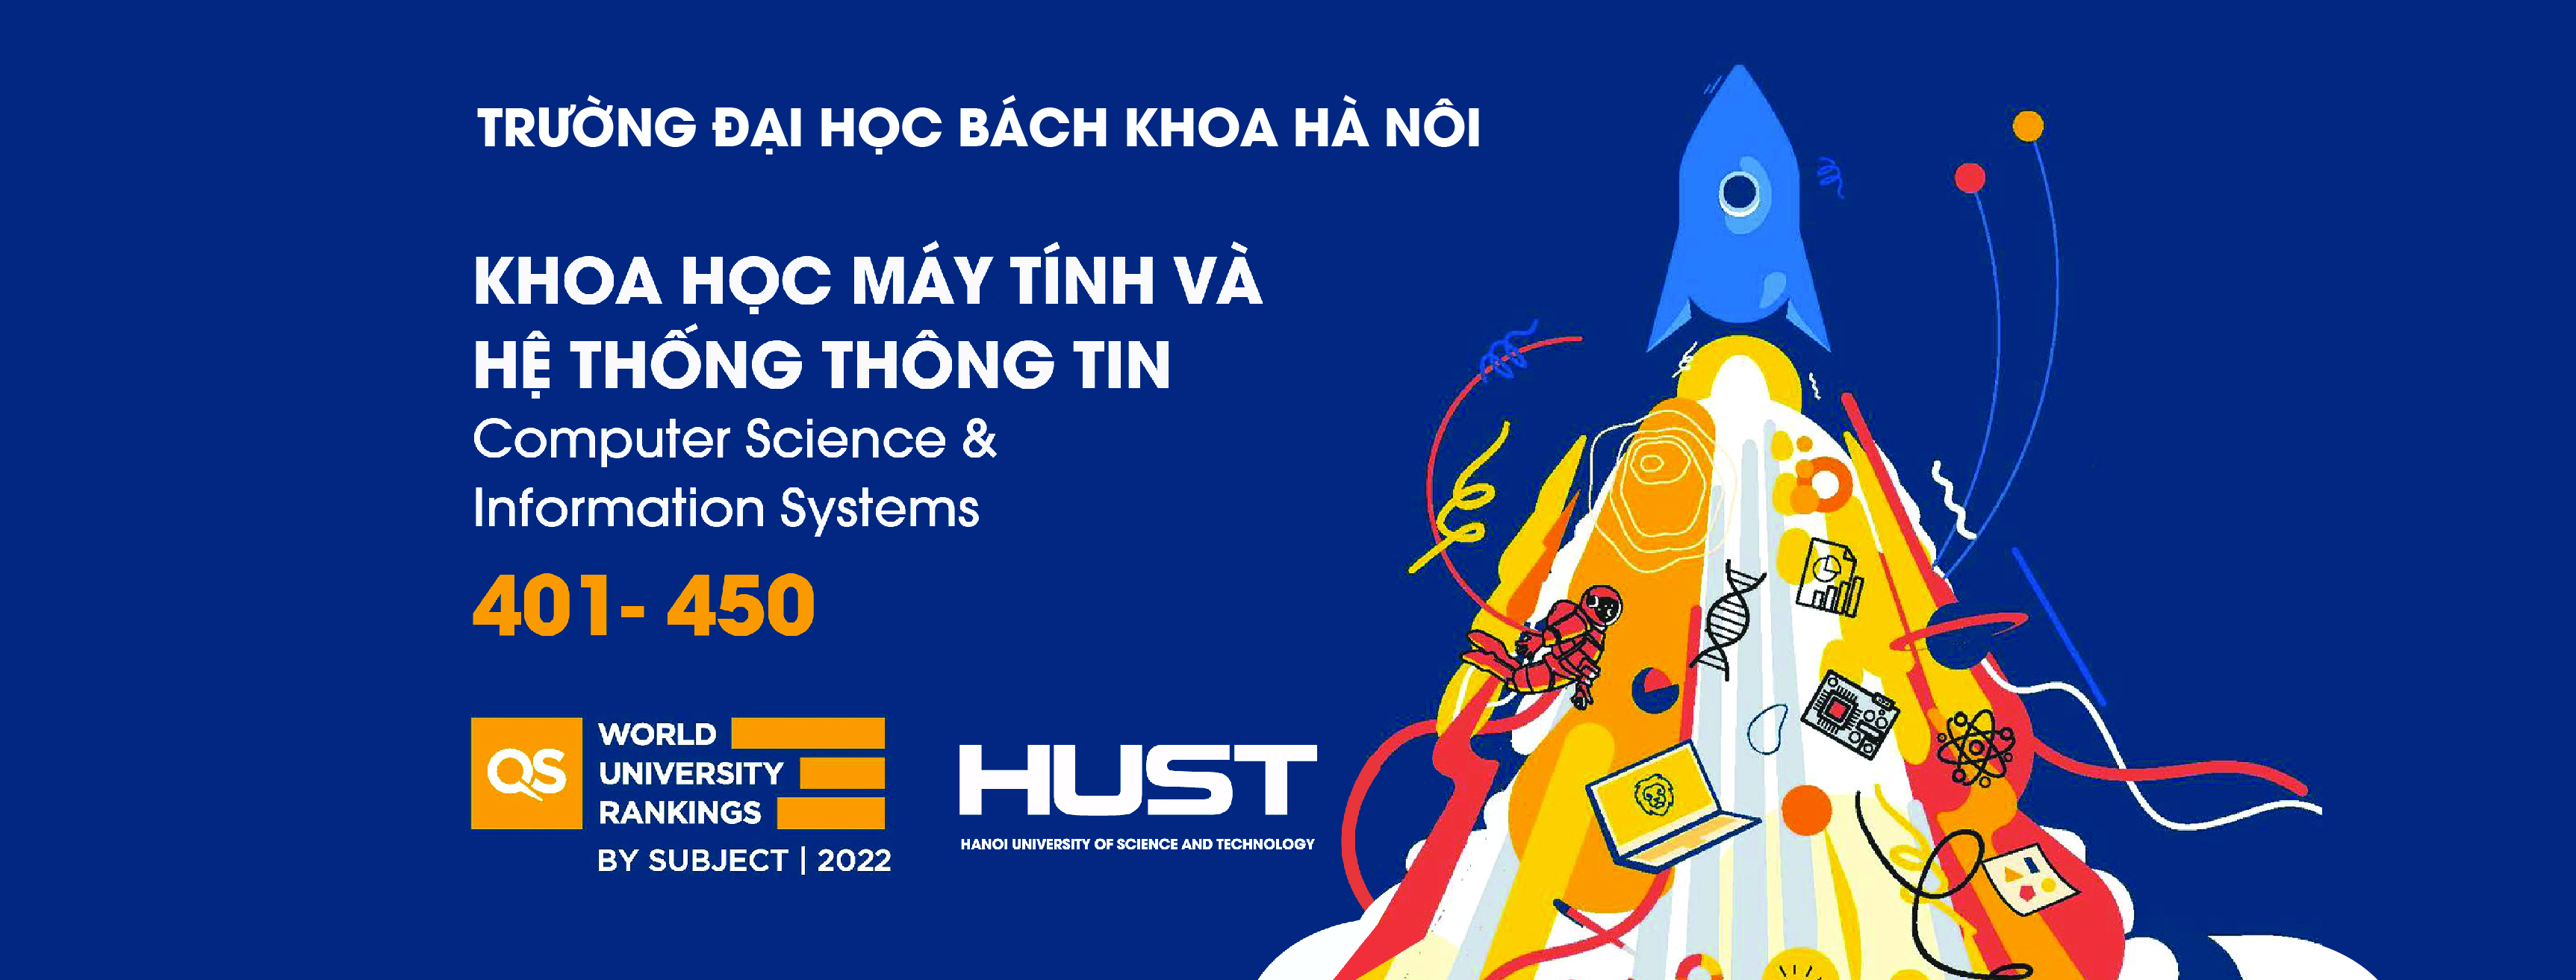 TRƯỜNG ĐẠI HỌC BÁCH KHOA HÀ NÔI
KHOA HỌC MÁY TÍNH VÀ
HỆ THỐNG THÔNG TIN
Computer Science &
Information Systems
401- 450
QS
WORLD
UNIVERSITY
RANKINGS
BY SUBJECT | 2022
HUST
HANOI UNIVERSITY OF SCIENCE AND TECHNOLOGY